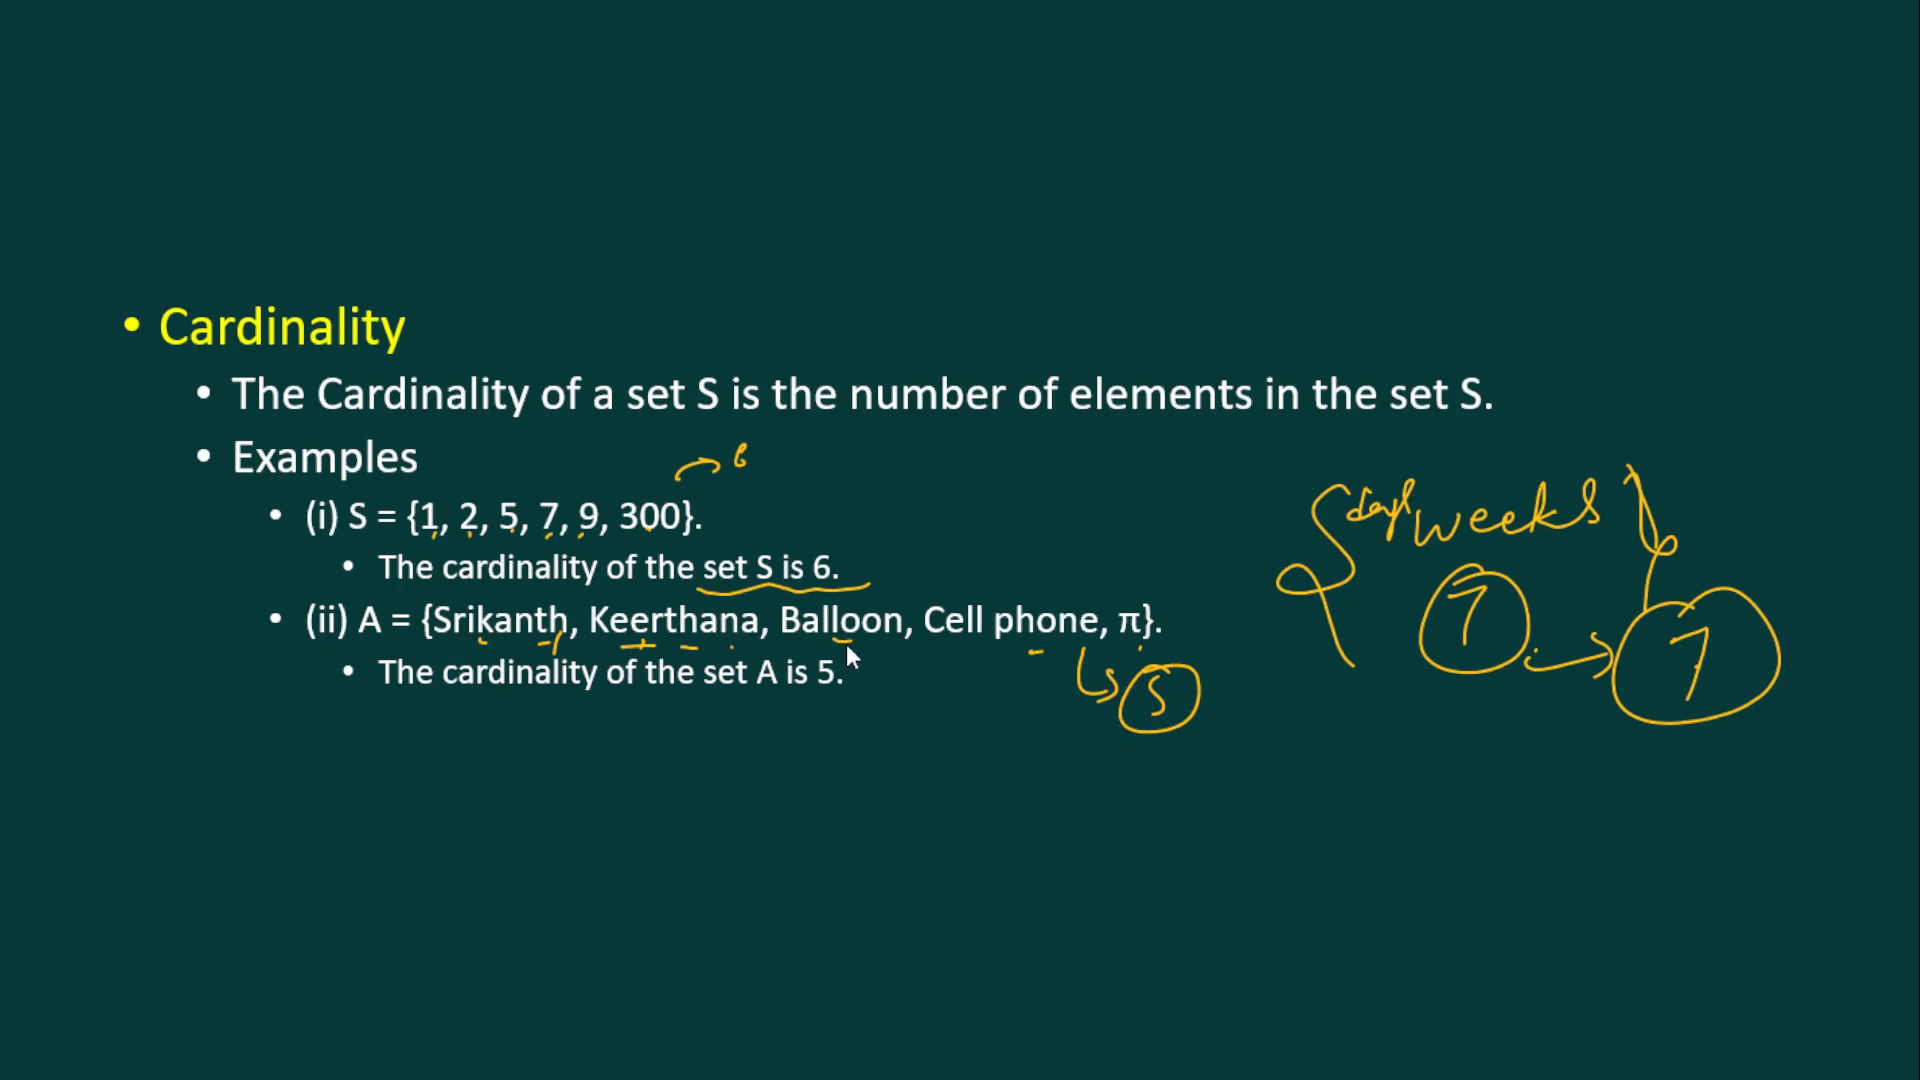 • Cardinality
• The Cardinality of a set S is the number of elements in the set S.
• Examples
6
• (i) S = {1, 2, 5, 7, 9, 300}.
{days weeks}
• The cardinality of the set S is 6.
7
• (ii) A = {Srikanth, Keerthana, Balloon, Cell phone, π}.
7
• The cardinality of the set A is 5.
5